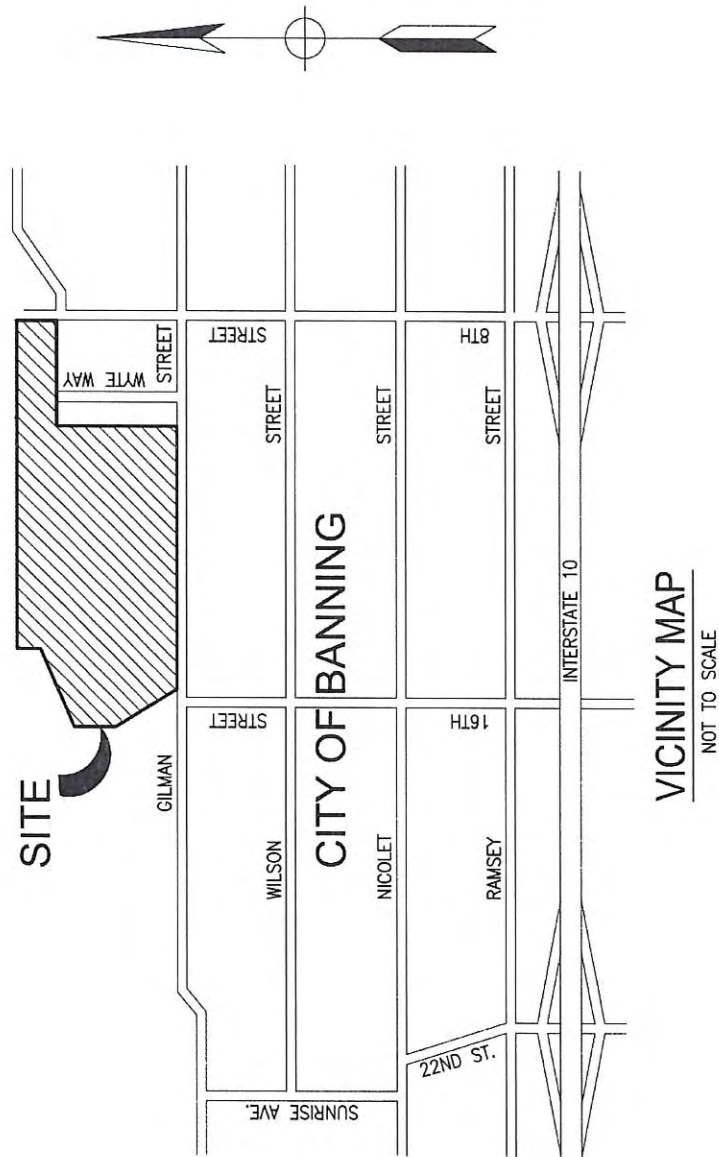 SITE
GILMAN
STREET
WYTE WAY
WILSON
STREET
STREET
STREET
CITY OF BANNING
NICOLET
STREET
16TH
8TH
RAMSEY
STREET
SUNRISE AVE.
22ND ST.
INTERSTATE 10
VICINITY MAP
NOT TO SCALE